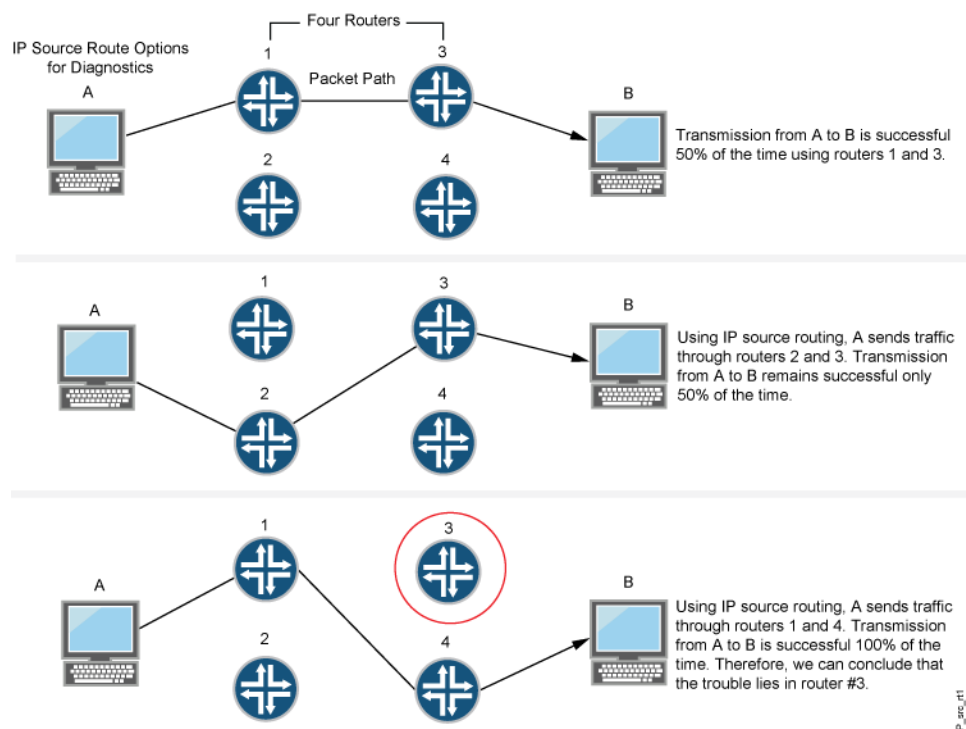 Four Routers
IP Source Route Options
for Diagnostics
1
3
A
Packet Path
B
Transmission from A to B is successful
50% of the time using routers 1 and 3.
2
4
1
3
A
B
Using IP source routing, A sends traffic
through routers 2 and 3. Transmission
from A to B remains successful only
50% of the time.
2
4
1
3
A
B
Using IP source routing, A sends traffic
through routers 1 and 4. Transmission
from A to B is successful 100% of the
time. Therefore, we can conclude that
the trouble lies in router #3.
2
4
P_src_rt1